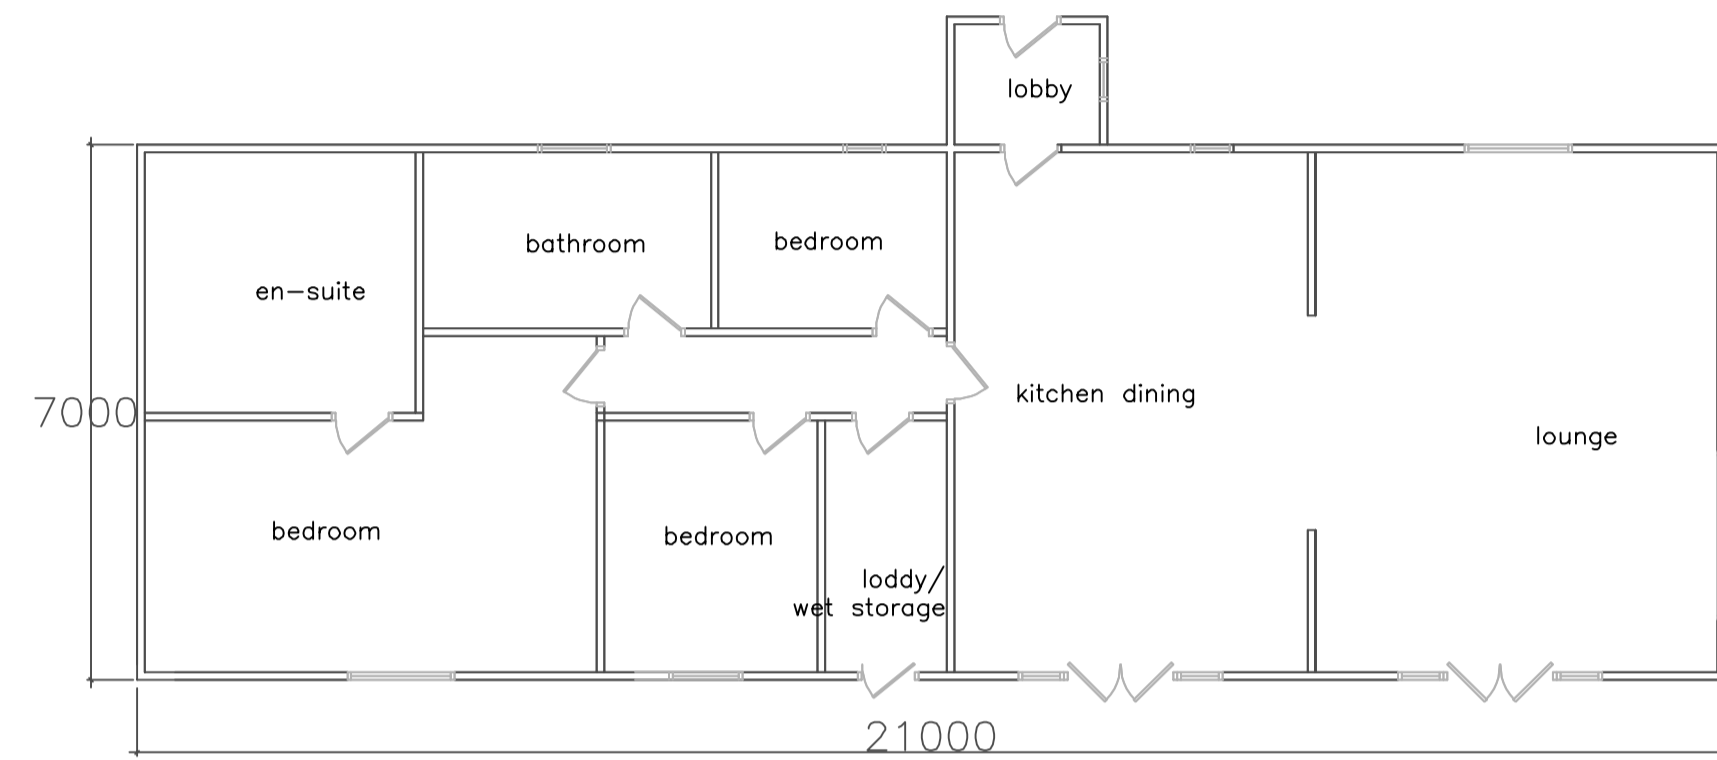 lobby
bathroom
bedroom
en-suite
kitchen dining
7000
lounge
bedroom
bedroom
loddy/
wet storage
21000